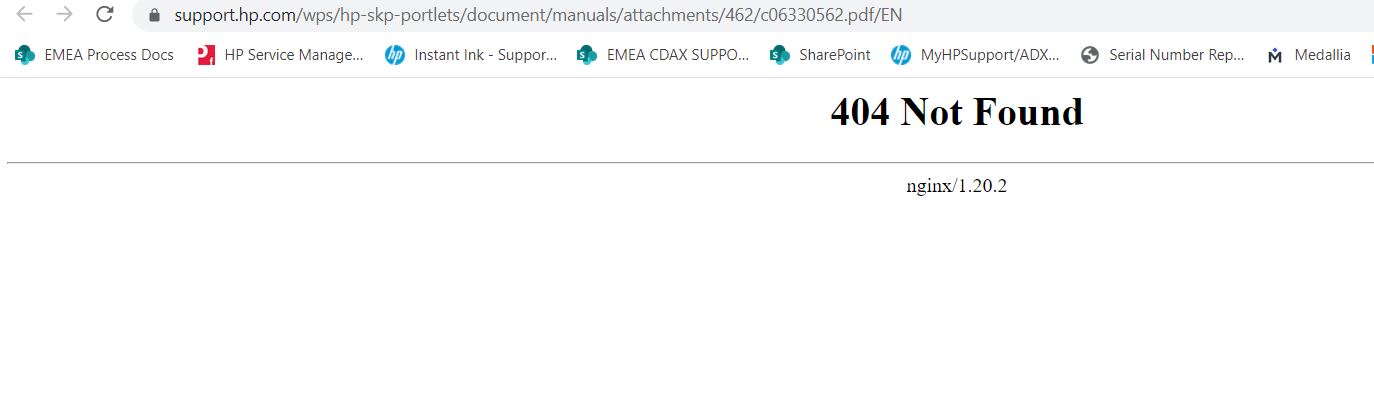 support.hp.com/wps/hp-skp-portlets/document/manuals/attachments/462/c06330562.pdf/EN
EMEA Process Docs HP Service Manage... Instant Ink - Suppor... EMEA CDAX SUPPO... SharePoint MyHPSupport/ADX... Serial Number Rep... Medallia
404 Not Found
nginx/1.20.2